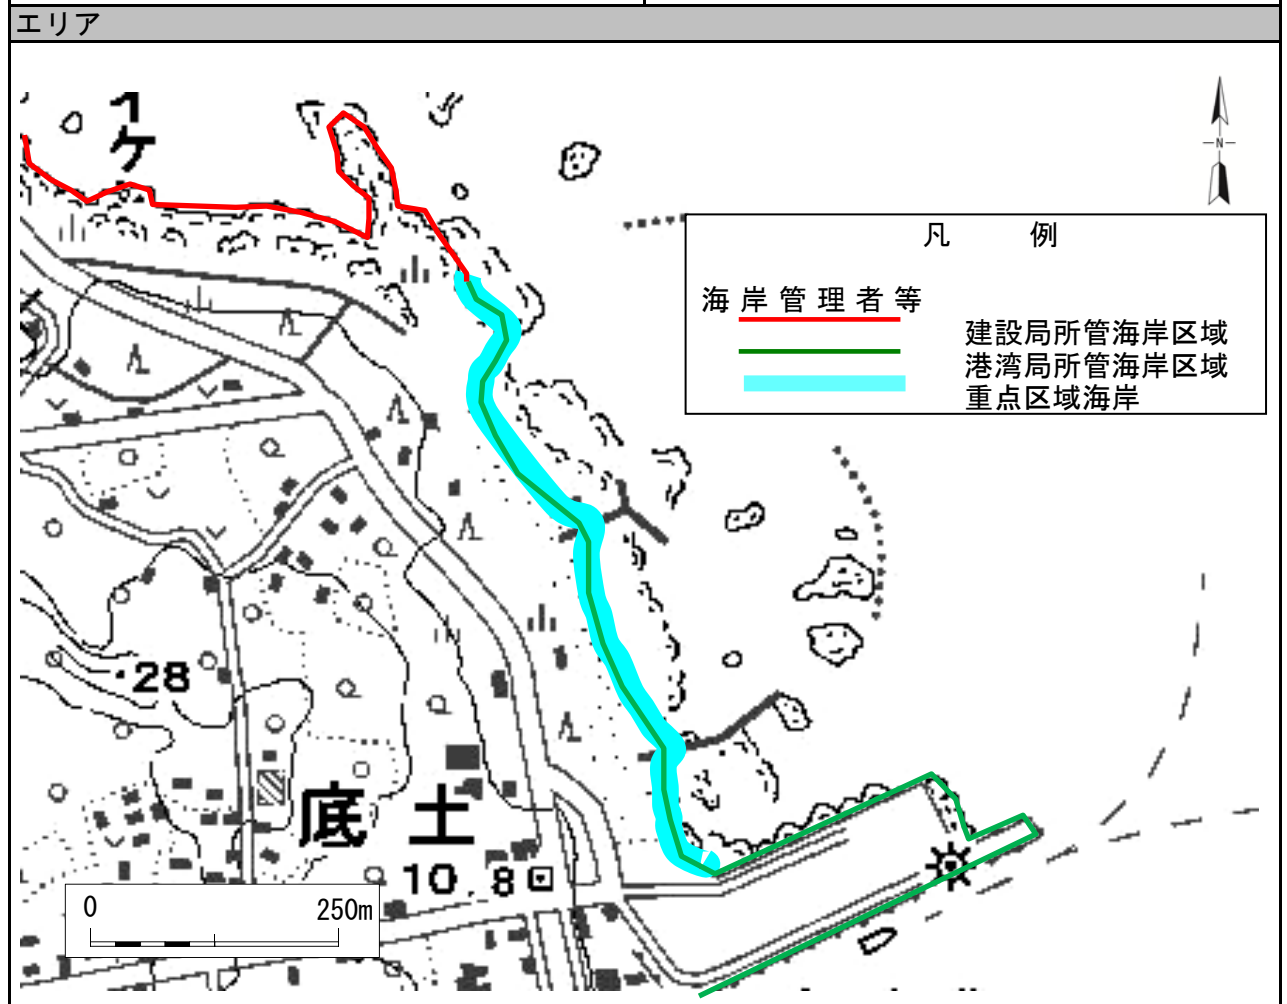 エリア
イ
ケ
N
凡 例
海岸管理者等
建設局所管海岸区域
港湾局所管海岸区域
重点区域海岸
・28
底土
10.8
0 250m